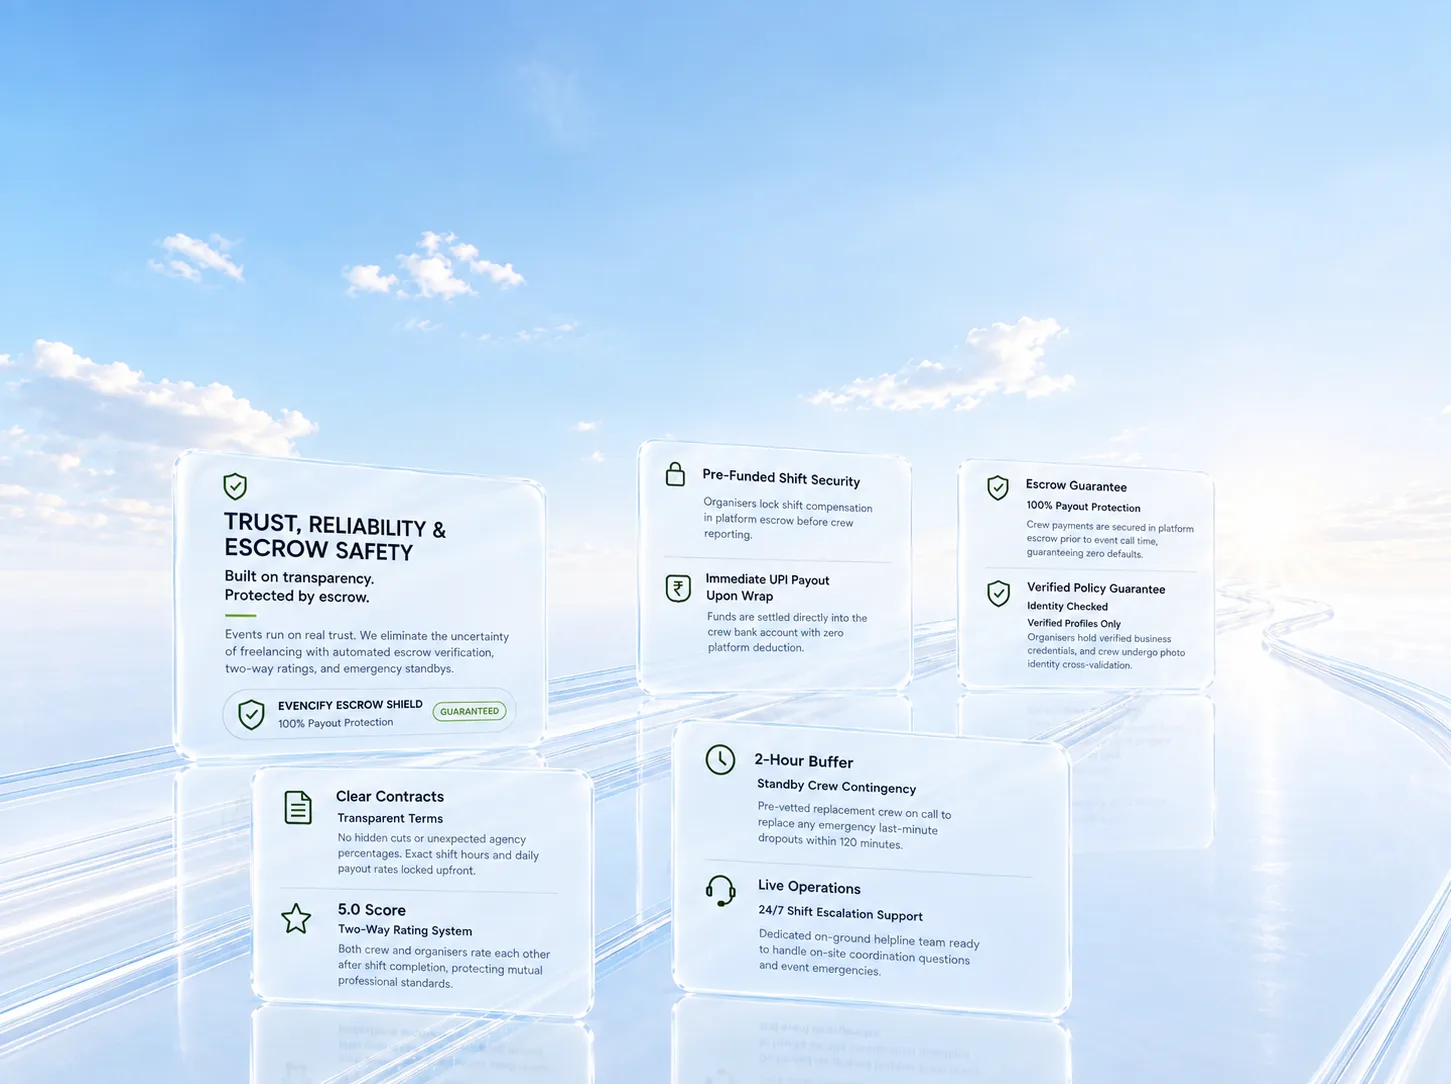 TRUST, RELIABILITY &
ESCROW SAFETY
Built on transparency.
Protected by escrow.
Events run on real trust. We eliminate the uncertainty
of freelancing with automated escrow verification,
two-way ratings, and emergency standbys.
EVENCIFY ESCROW SHIELD
100% Payout Protection
GUARANTEED
Pre-Funded Shift Security
Organisers lock shift compensation
in platform escrow before crew
reporting.
₹
Immediate UPI Payout
Upon Wrap
Funds are settled directly into the
crew bank account with zero
platform deduction.
Escrow Guarantee
100% Payout Protection
Crew payments are secured in platform
escrow prior to event call time,
guaranteeing zero defaults.
Verified Policy Guarantee
Identity Checked
Verified Profiles Only
Organisers hold verified business
credentials, and crew undergo photo
identity cross-validation.
Clear Contracts
Transparent Terms
No hidden cuts or unexpected agency
percentages. Exact shift hours and daily
payout rates locked upfront.
5.0 Score
Two-Way Rating System
Both crew and organisers rate each other
after shift completion, protecting mutual
professional standards.
2-Hour Buffer
Standby Crew Contingency
Pre-vetted replacement crew on call to
replace any emergency last-minute
dropouts within 120 minutes.
Live Operations
24/7 Shift Escalation Support
Dedicated on-ground helpline team ready
to handle on-site coordination questions
and event emergencies.